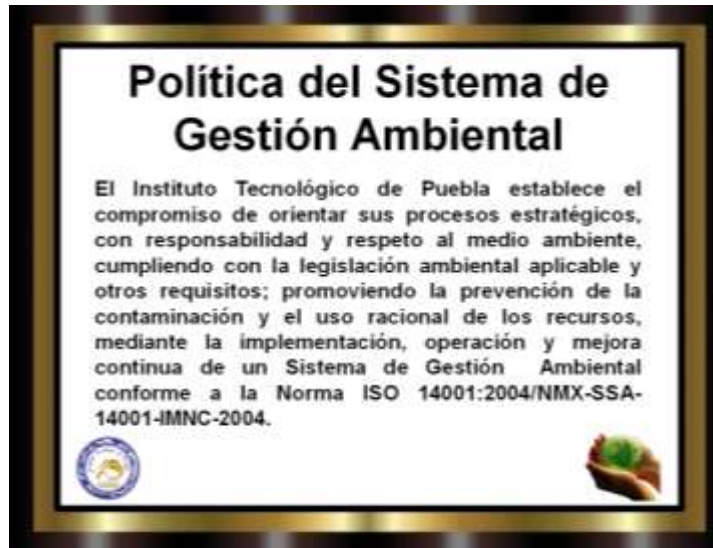 Política del Sistema de
Gestión Ambiental
El Instituto Tecnológico de Puebla establece el
compromiso de orientar sus procesos estratégicos,
con responsabilidad y respeto al medio ambiente,
cumpliendo con la legislación ambiental aplicable y
otros requisitos; promoviendo la prevención de la
contaminación y el uso racional de los recursos,
mediante la implementación, operación y mejora
continua de un Sistema de Gestión Ambiental
conforme a la Norma ISO 14001:2004/NMX-SSA-
14001-IMNC-2004.